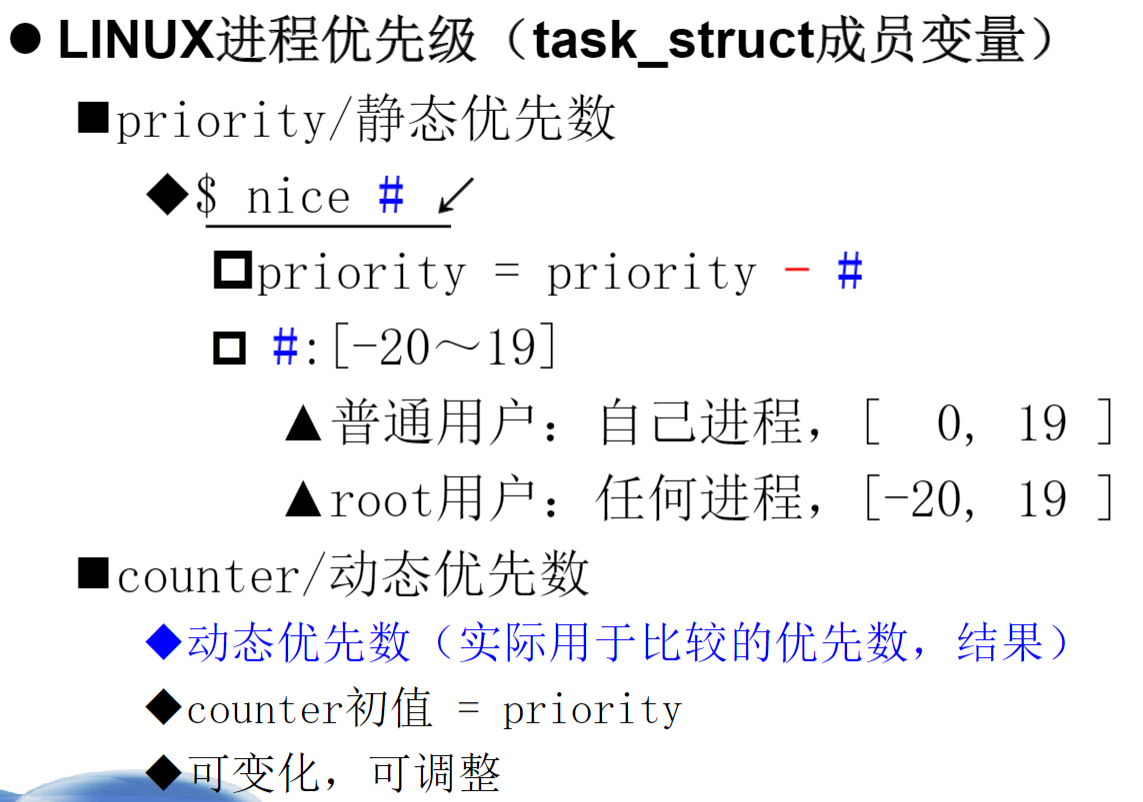 ● LINUX进程优先级（task_struct成员变量）
■priority/静态优先数
◆$ nice # ↙
□priority = priority - #
□ #:[-20～19]
▲普通用户：自己进程，[ 0, 19 ]
▲root用户：任何进程，[-20, 19 ]
■counter/动态优先数
◆动态优先数（实际用于比较的优先数，结果）
◆counter初值 = priority
◆可变化，可调整